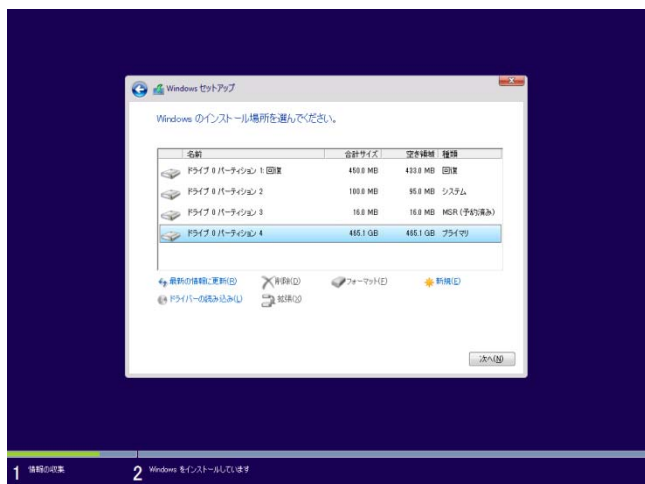 Windows セットアップ
Windows のインストール場所を選んでください。
名前 合計サイズ 空き領域 種類
ドライブ 0 パーティション 1: 回復 450.0 MB 433.0 MB 回復
ドライブ 0 パーティション 2 100.0 MB 95.0 MB システム
ドライブ 0 パーティション 3 16.0 MB 16.0 MB MSR (予約済み)
ドライブ 0 パーティション 4 465.1 GB 465.1 GB プライマリ
最新の情報に更新(R) 削除(D) フォーマット(F) 新規(E)
ドライバーの読み込み(L) 拡張(X)
次へ(N)
1 情報の収集 2 Windows をインストールしています